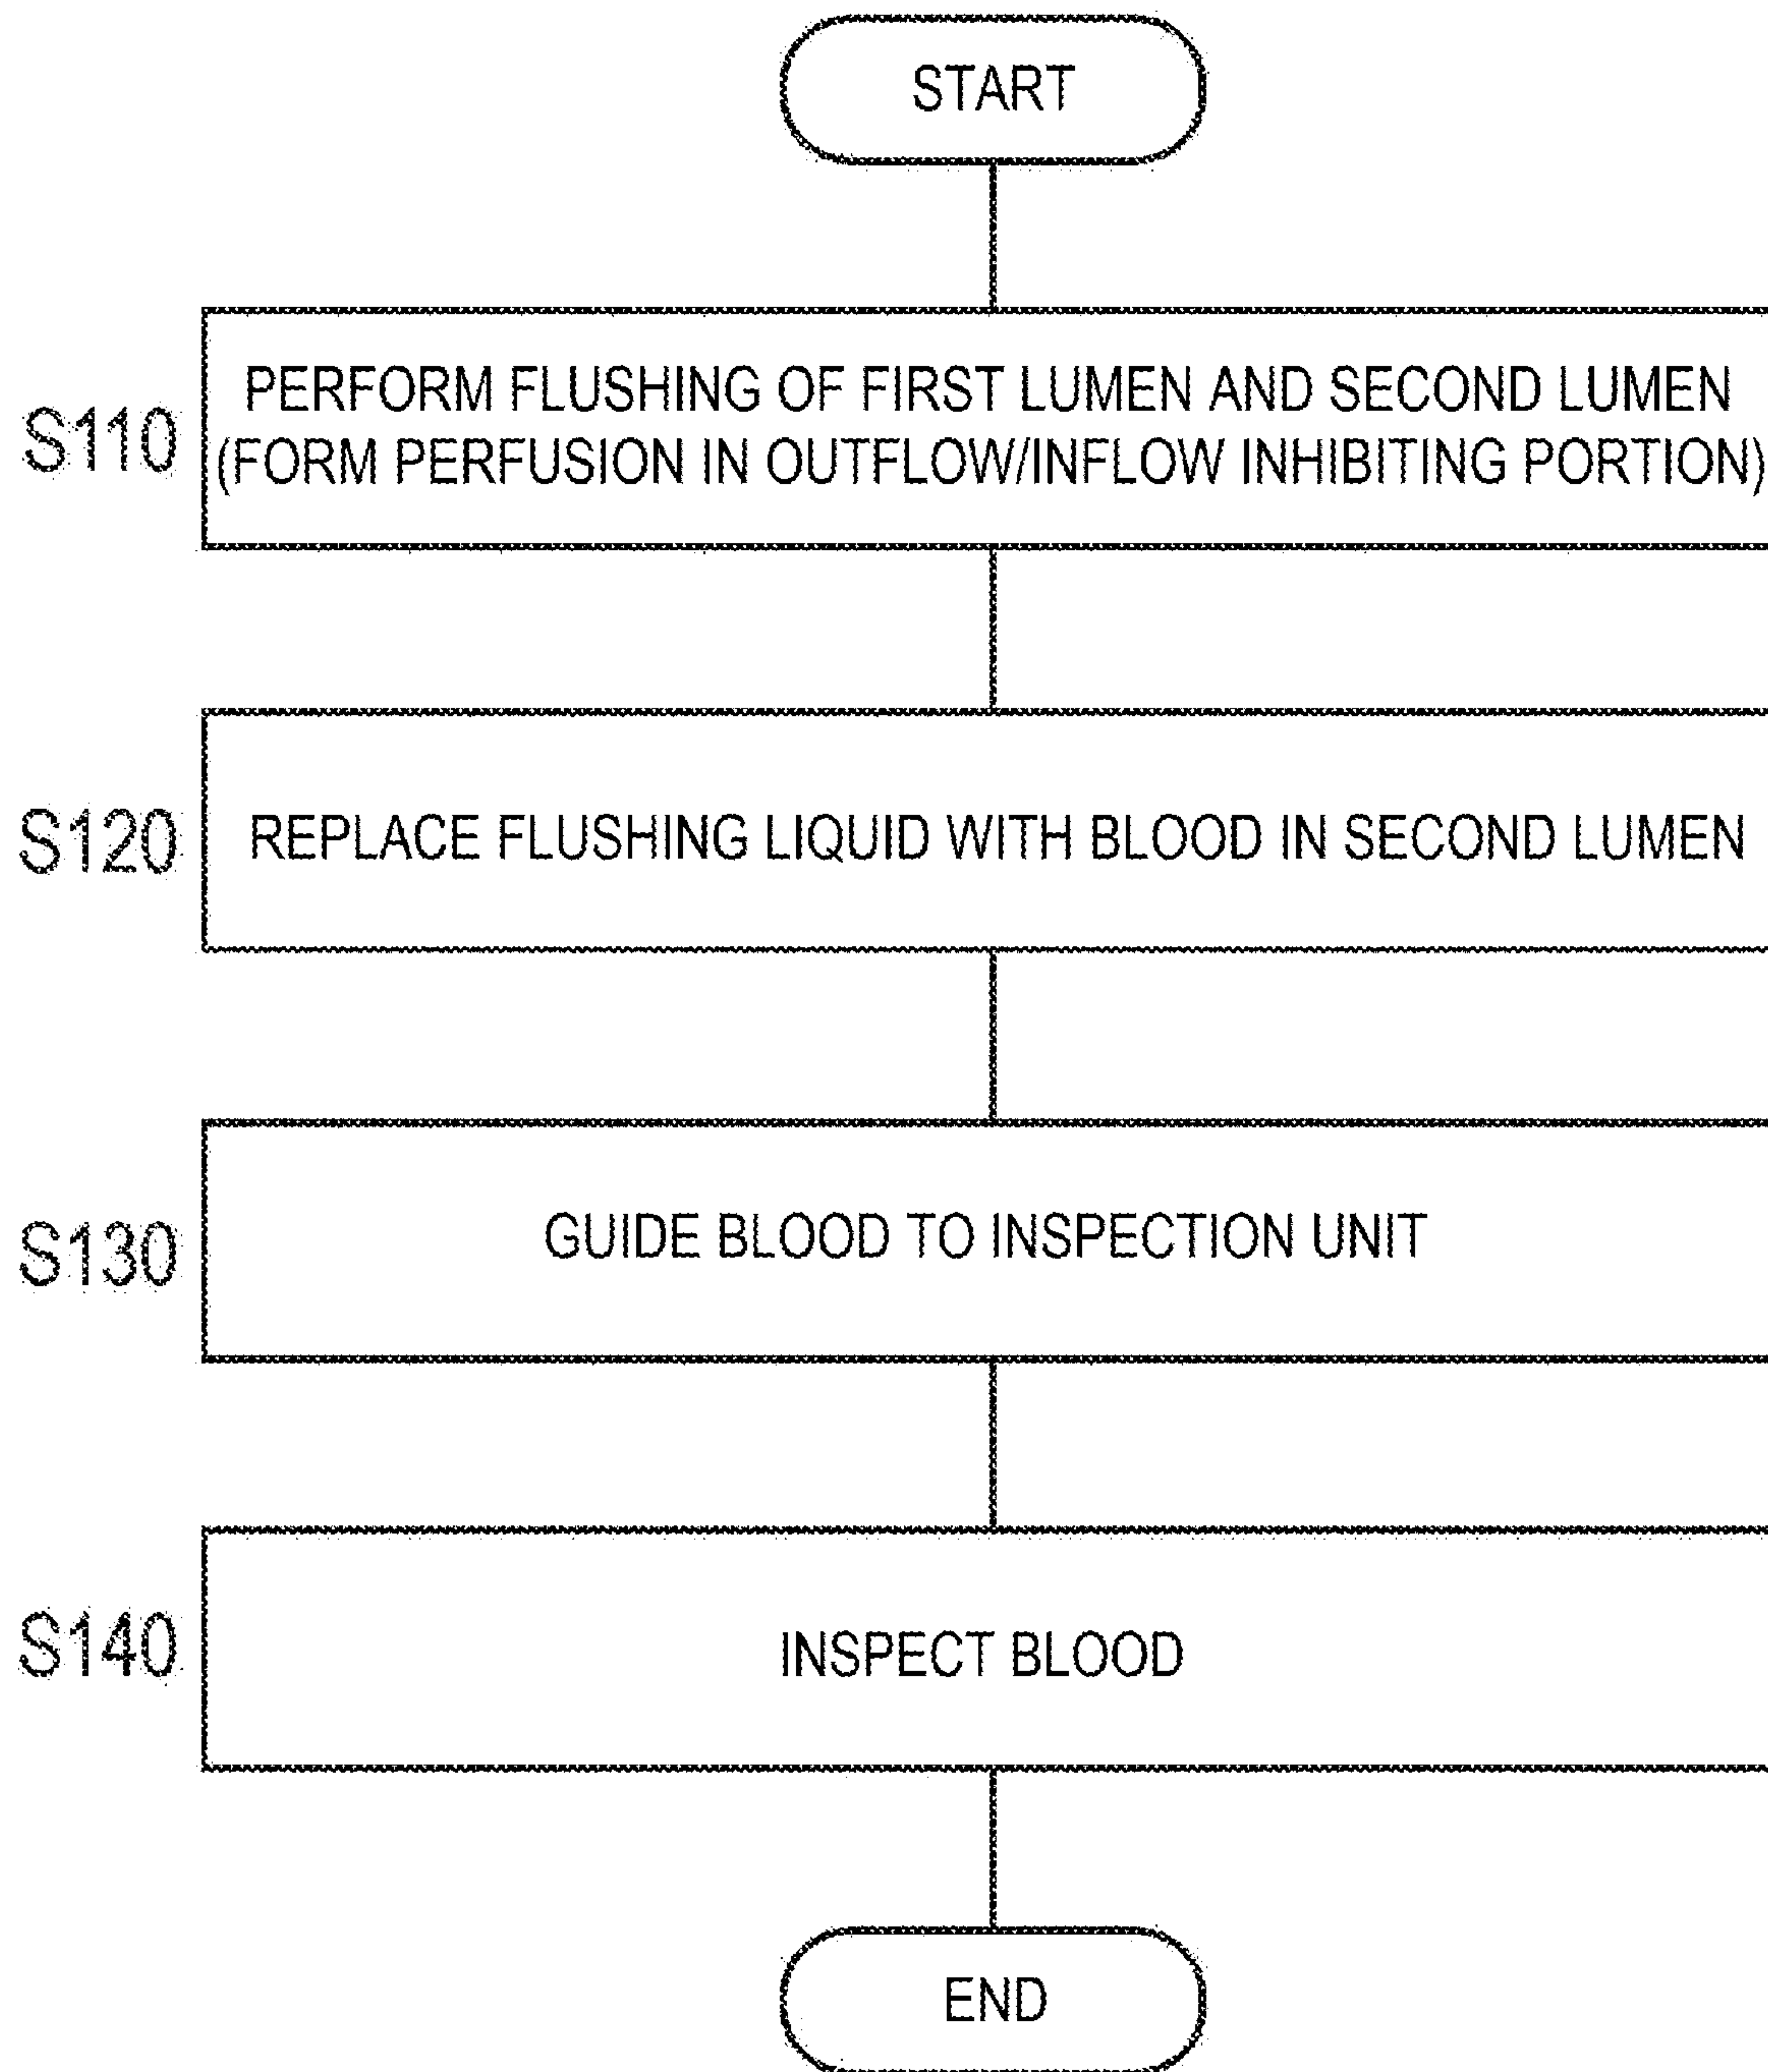 START
S110
PERFORM FLUSHING OF FIRST LUMEN AND SECOND LUMEN
(FORM PERFUSION IN OUTFLOW/INFLOW INHIBITING PORTION)
S120
REPLACE FLUSHING LIQUID WITH BLOOD IN SECOND LUMEN
S130
GUIDE BLOOD TO INSPECTION UNIT
S140
INSPECT BLOOD
END